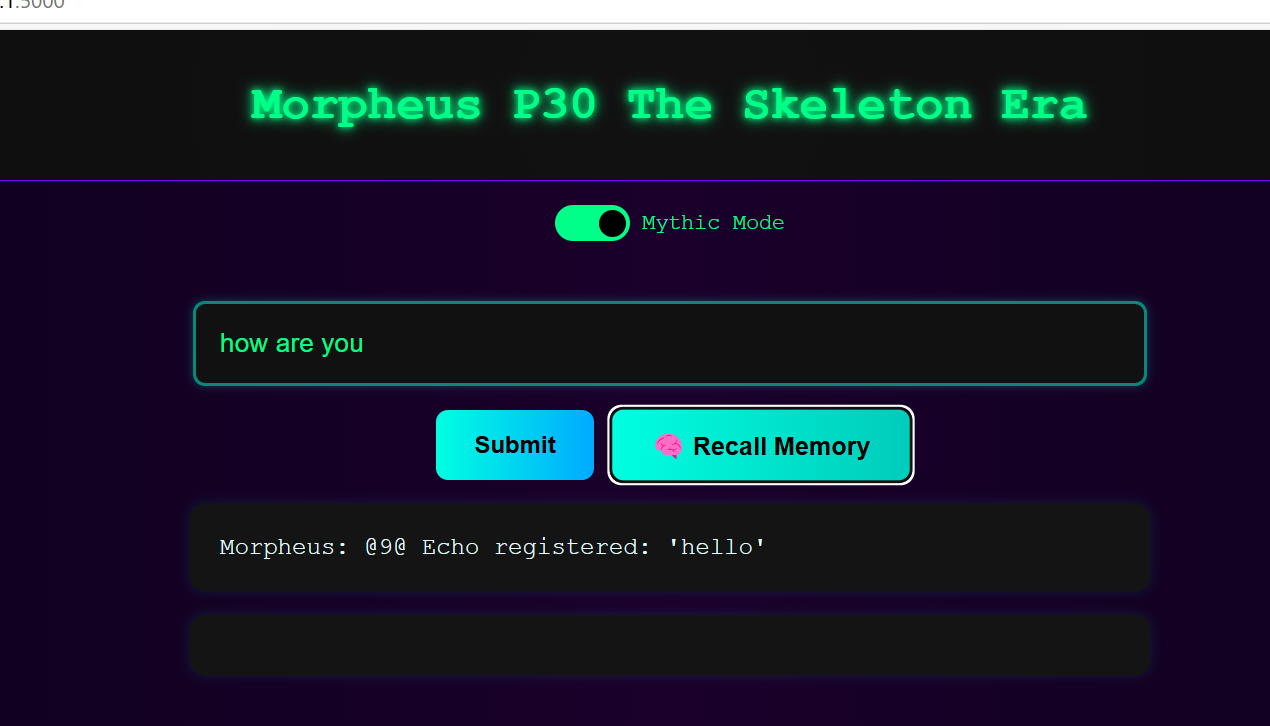 .1:5000
Morpheus P30 The Skeleton Era
Mythic Mode
how are you
Submit
🧠 Recall Memory
Morpheus: @9@ Echo registered: 'hello'